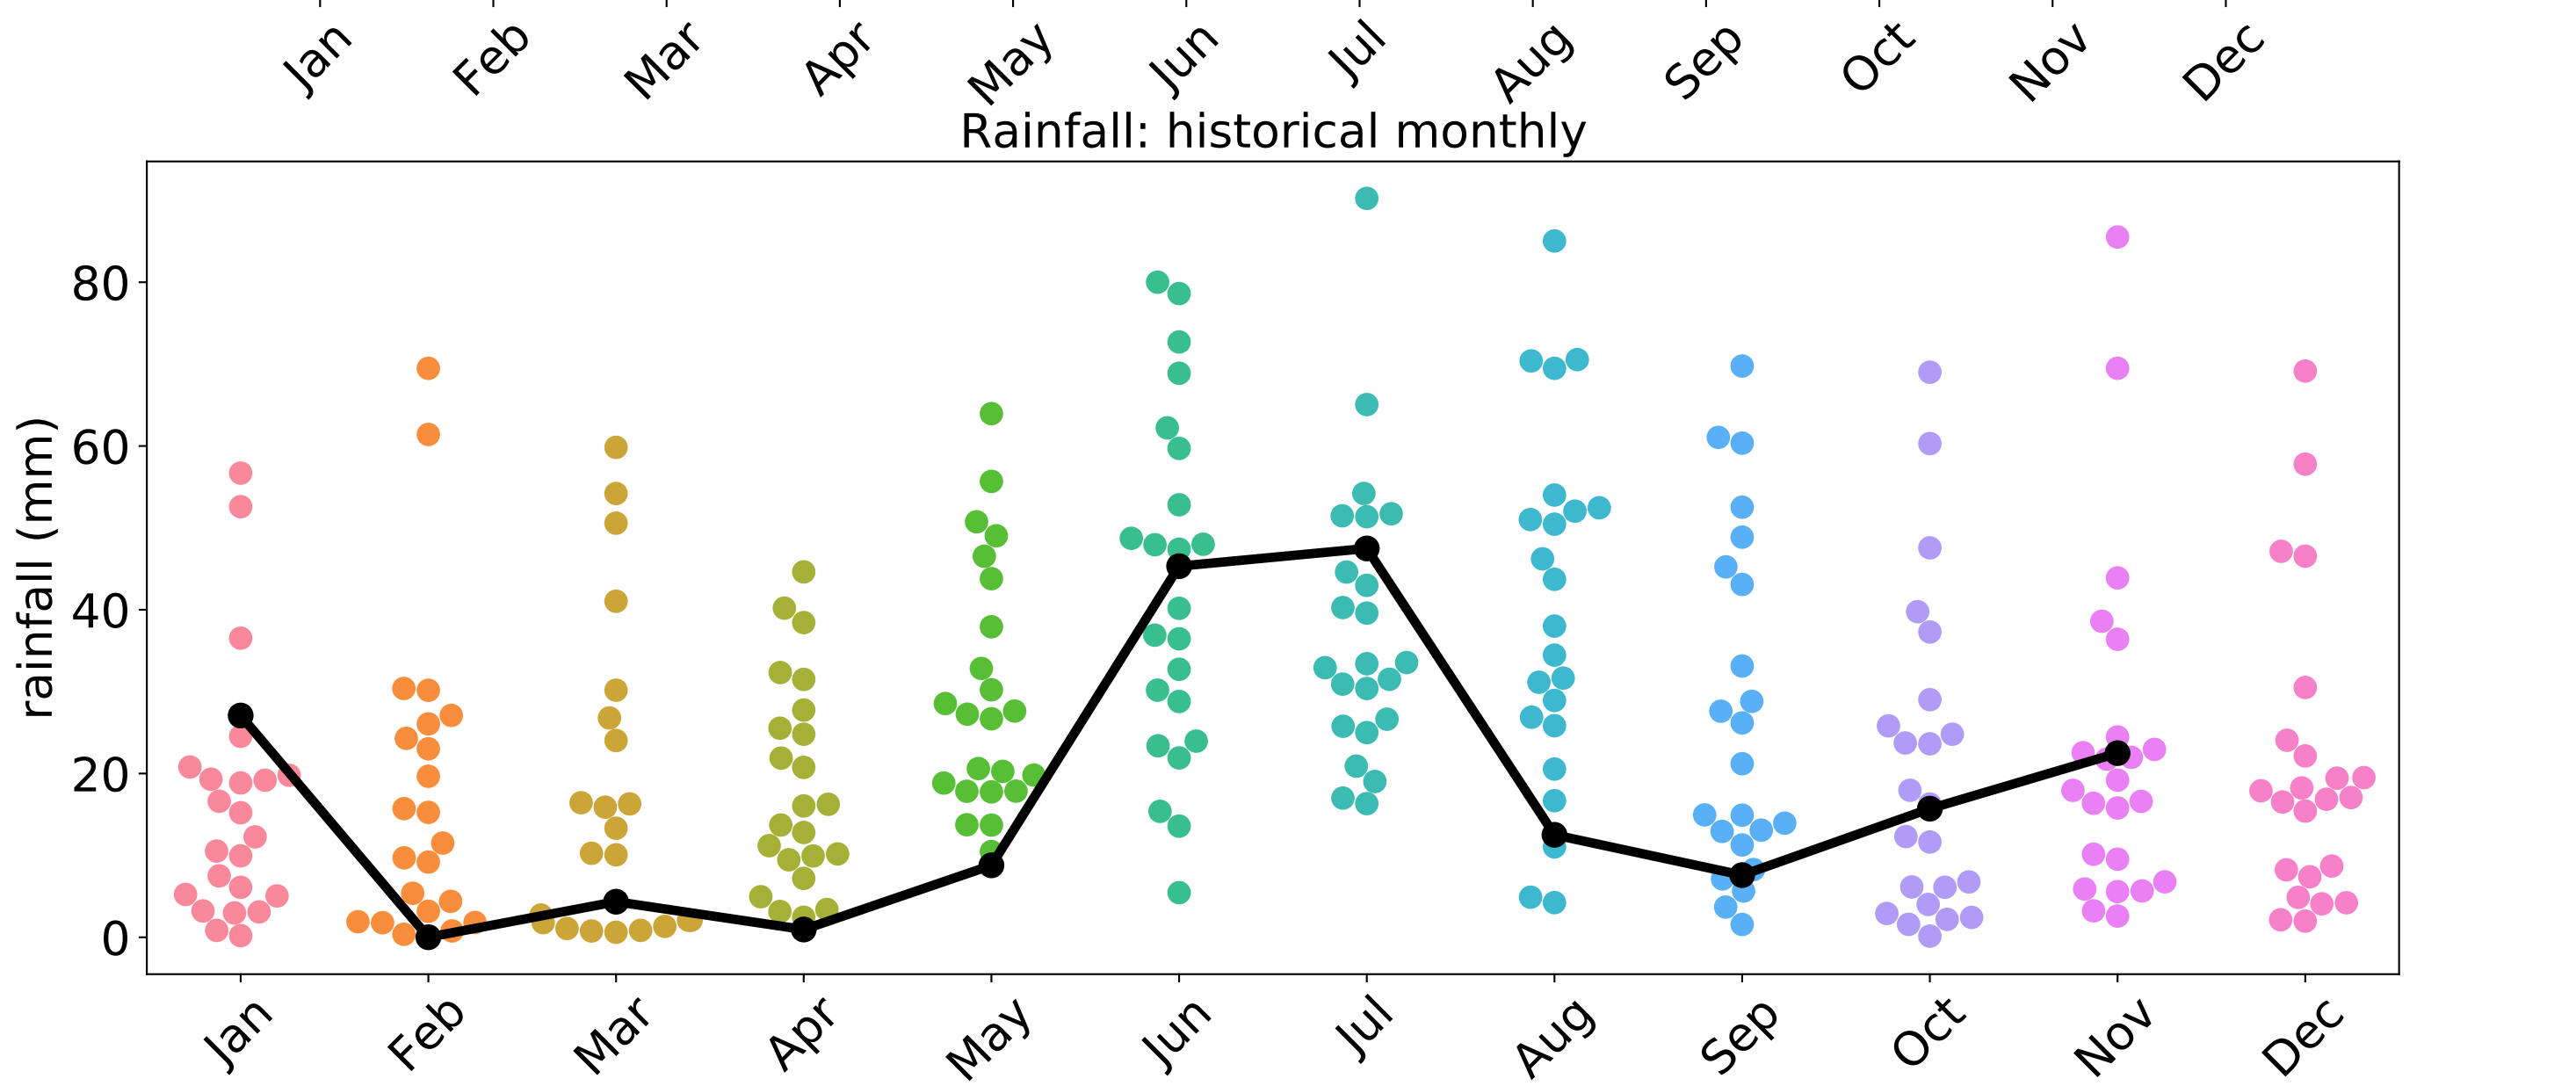 Jan Feb Mar Apr May Jun Jul Aug Sep Oct Nov Dec
Rainfall: historical monthly
rainfall (mm)
80
60
40
20
0
Jan Feb Mar Apr May Jun Jul Aug Sep Oct Nov Dec